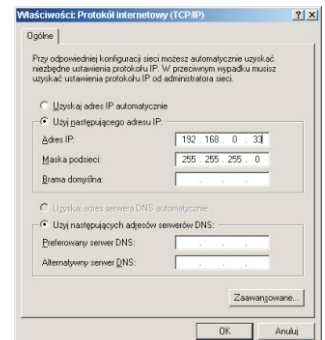 Właściwości: Protokół internetowy (TCP/IP)
Ogólne
Przy odpowiedniej konfiguracji sieci możesz automatycznie uzyskać
niezbędne ustawienia protokołu IP. W przeciwnym wypadku musisz
uzyskać ustawienia protokołu IP od administratora sieci.
Uzyskaj adres IP automatycznie
Użyj następującego adresu IP:
Adres IP: 192 . 168 . 0 . 33
Maska podsieci: 255 . 255 . 255 . 0
Brama domyślna: . . .
Uzyskaj adres serwera DNS automatycznie
Użyj następujących adresów serwerów DNS:
Preferowany serwer DNS: . . .
Alternatywny serwer DNS: . . .
Zaawansowane...
OK Anuluj